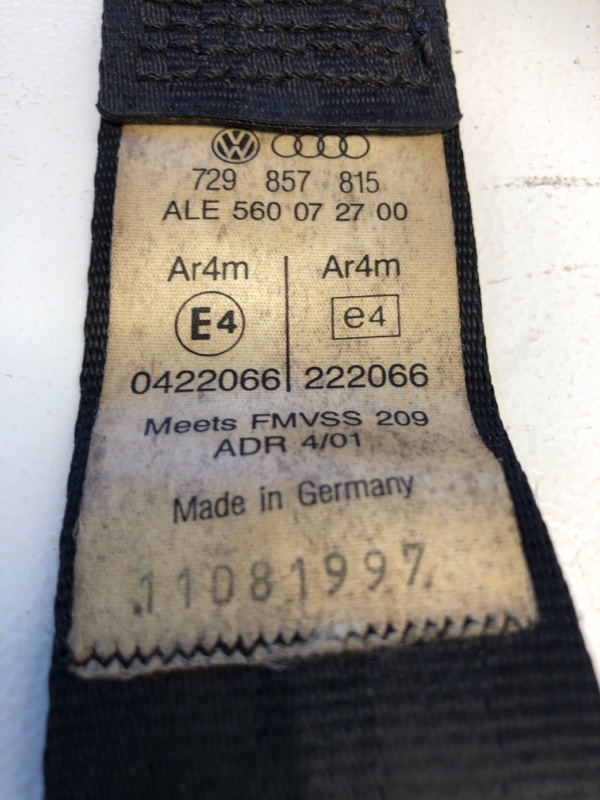 729 857 815
ALE 560 07 27 00
Ar4m Ar4m
E4 e4
0422066 222066
Meets FMVSS 209
ADR 4/01
Made in Germany
11081997